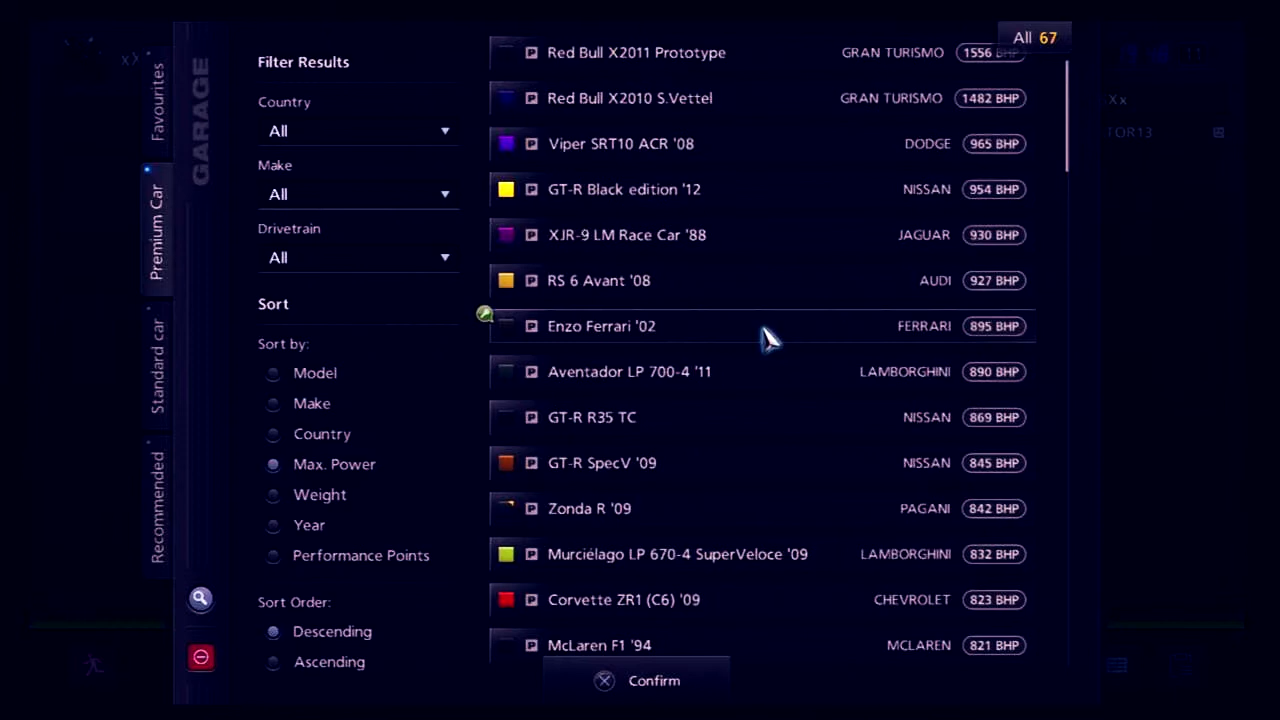 All 67
GARAGE
Favourites
Premium Car
Standard car
Recommended
Filter Results
Country
All
Make
All
Drivetrain
All
Sort
Sort by:
Model
Make
Country
Max. Power
Weight
Year
Performance Points
Sort Order:
Descending
Ascending
P Red Bull X2011 Prototype GRAN TURISMO 1556 BHP
P Red Bull X2010 S.Vettel GRAN TURISMO 1482 BHP
P Viper SRT10 ACR '08 DODGE 965 BHP
P GT-R Black edition '12 NISSAN 954 BHP
P XJR-9 LM Race Car '88 JAGUAR 930 BHP
P RS 6 Avant '08 AUDI 927 BHP
P Enzo Ferrari '02 FERRARI 895 BHP
P Aventador LP 700-4 '11 LAMBORGHINI 890 BHP
P GT-R R35 TC NISSAN 869 BHP
P GT-R SpecV '09 NISSAN 845 BHP
P Zonda R '09 PAGANI 842 BHP
P Murciélago LP 670-4 SuperVeloce '09 LAMBORGHINI 832 BHP
P Corvette ZR1 (C6) '09 CHEVROLET 823 BHP
P McLaren F1 '94 MCLAREN 821 BHP
Confirm